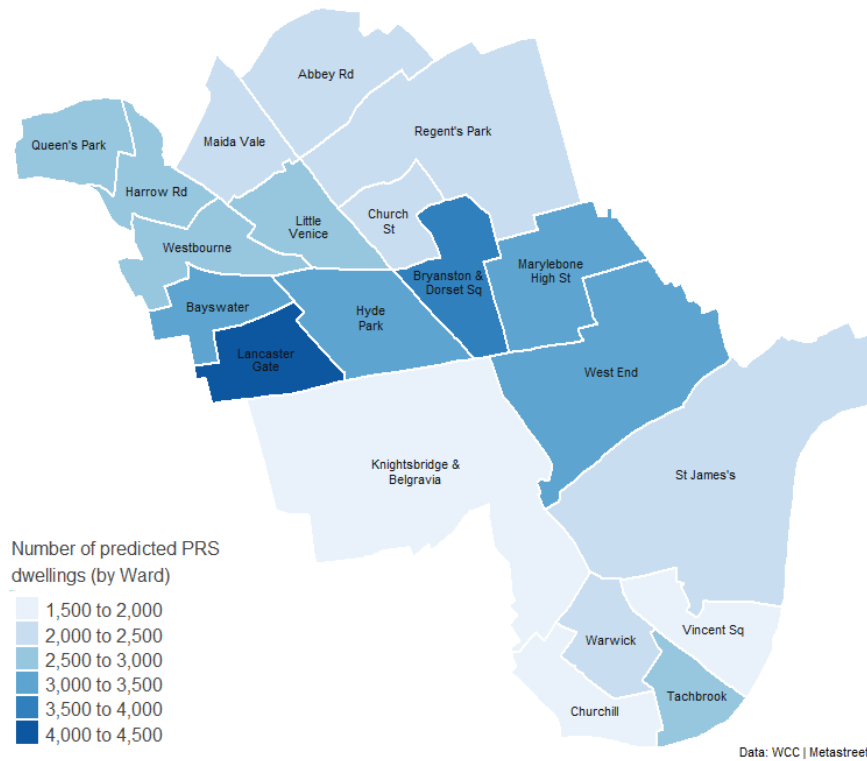 Abbey Rd
Regent's Park
Maida Vale
Queen's Park
Harrow Rd
Little
Venice
Church
St
Westbourne
Bryanston &
Dorset Sq
Marylebone
High St
Bayswater
Hyde
Park
Lancaster
Gate
West End
Knightsbridge &
Belgravia
St James's
Number of predicted PRS
dwellings (by Ward)
1,500 to 2,000
2,000 to 2,500
2,500 to 3,000
3,000 to 3,500
3,500 to 4,000
4,000 to 4,500
Warwick
Vincent Sq
Tachbrook
Churchill
Data: WCC | Metastreet